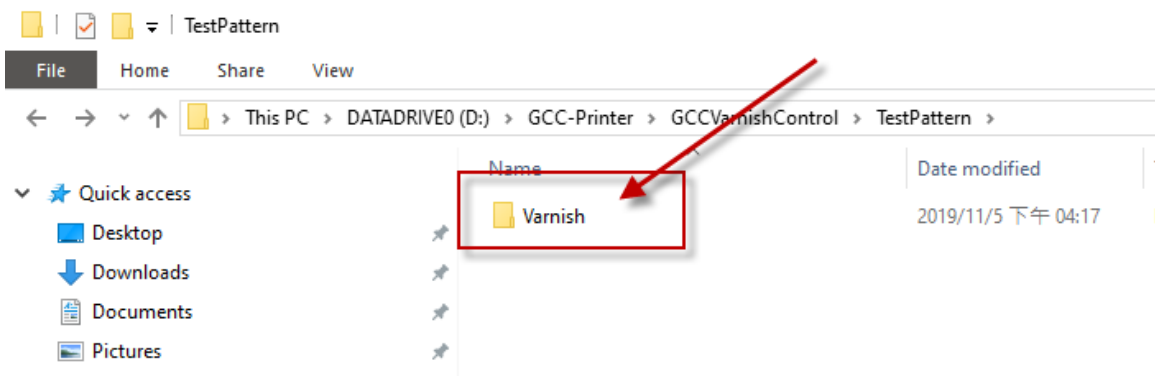 TestPattern
File Home Share View
This PC > DATADRIVE0 (D:) > GCC-Printer > GCCVarnishControl > TestPattern >
Name Date modified
Quick access
Varnish 2019/11/5 下午 04:17
Desktop
Downloads
Documents
Pictures